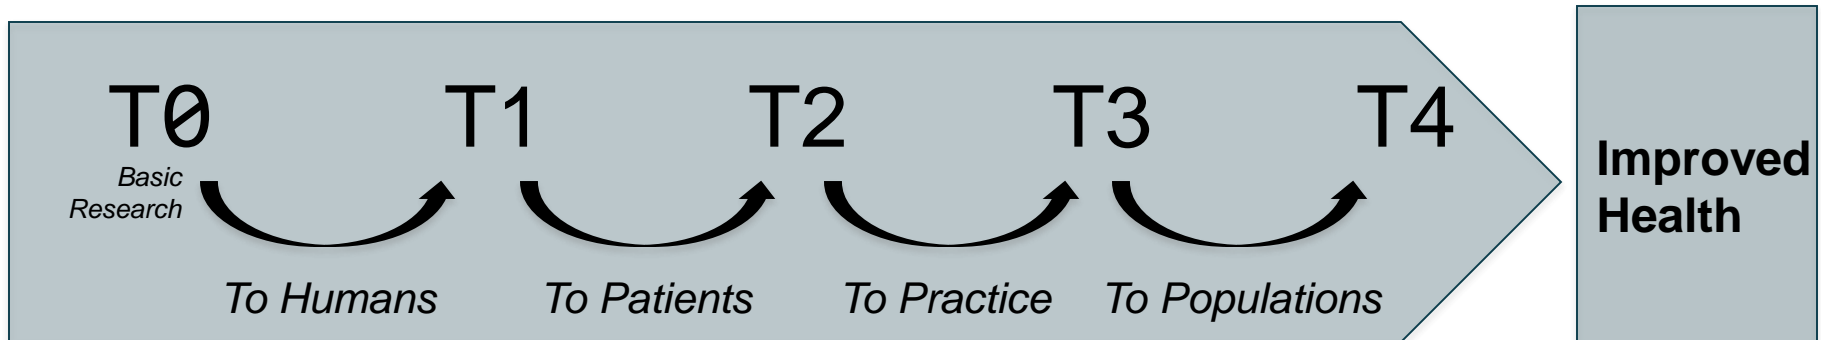 T0 T1 T2 T3 T4
Basic
Research
To Humans To Patients To Practice To Populations
Improved
Health